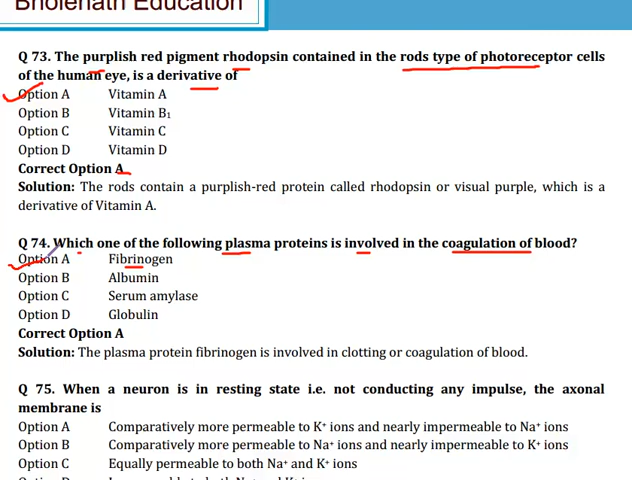 Bholenath Education
Q 73. The purplish red pigment rhodopsin contained in the rods type of photoreceptor cells
of the human eye, is a derivative of
Option A Vitamin A
Option B Vitamin B₁
Option C Vitamin C
Option D Vitamin D
Correct Option A
Solution: The rods contain a purplish-red protein called rhodopsin or visual purple, which is a
derivative of Vitamin A.
Q 74. Which one of the following plasma proteins is involved in the coagulation of blood?
Option A Fibrinogen
Option B Albumin
Option C Serum amylase
Option D Globulin
Correct Option A
Solution: The plasma protein fibrinogen is involved in clotting or coagulation of blood.
Q 75. When a neuron is in resting state i.e. not conducting any impulse, the axonal
membrane is
Option A Comparatively more permeable to K⁺ ions and nearly impermeable to Na⁺ ions
Option B Comparatively more permeable to Na⁺ ions and nearly impermeable to K⁺ ions
Option C Equally permeable to both Na⁺ and K⁺ ions